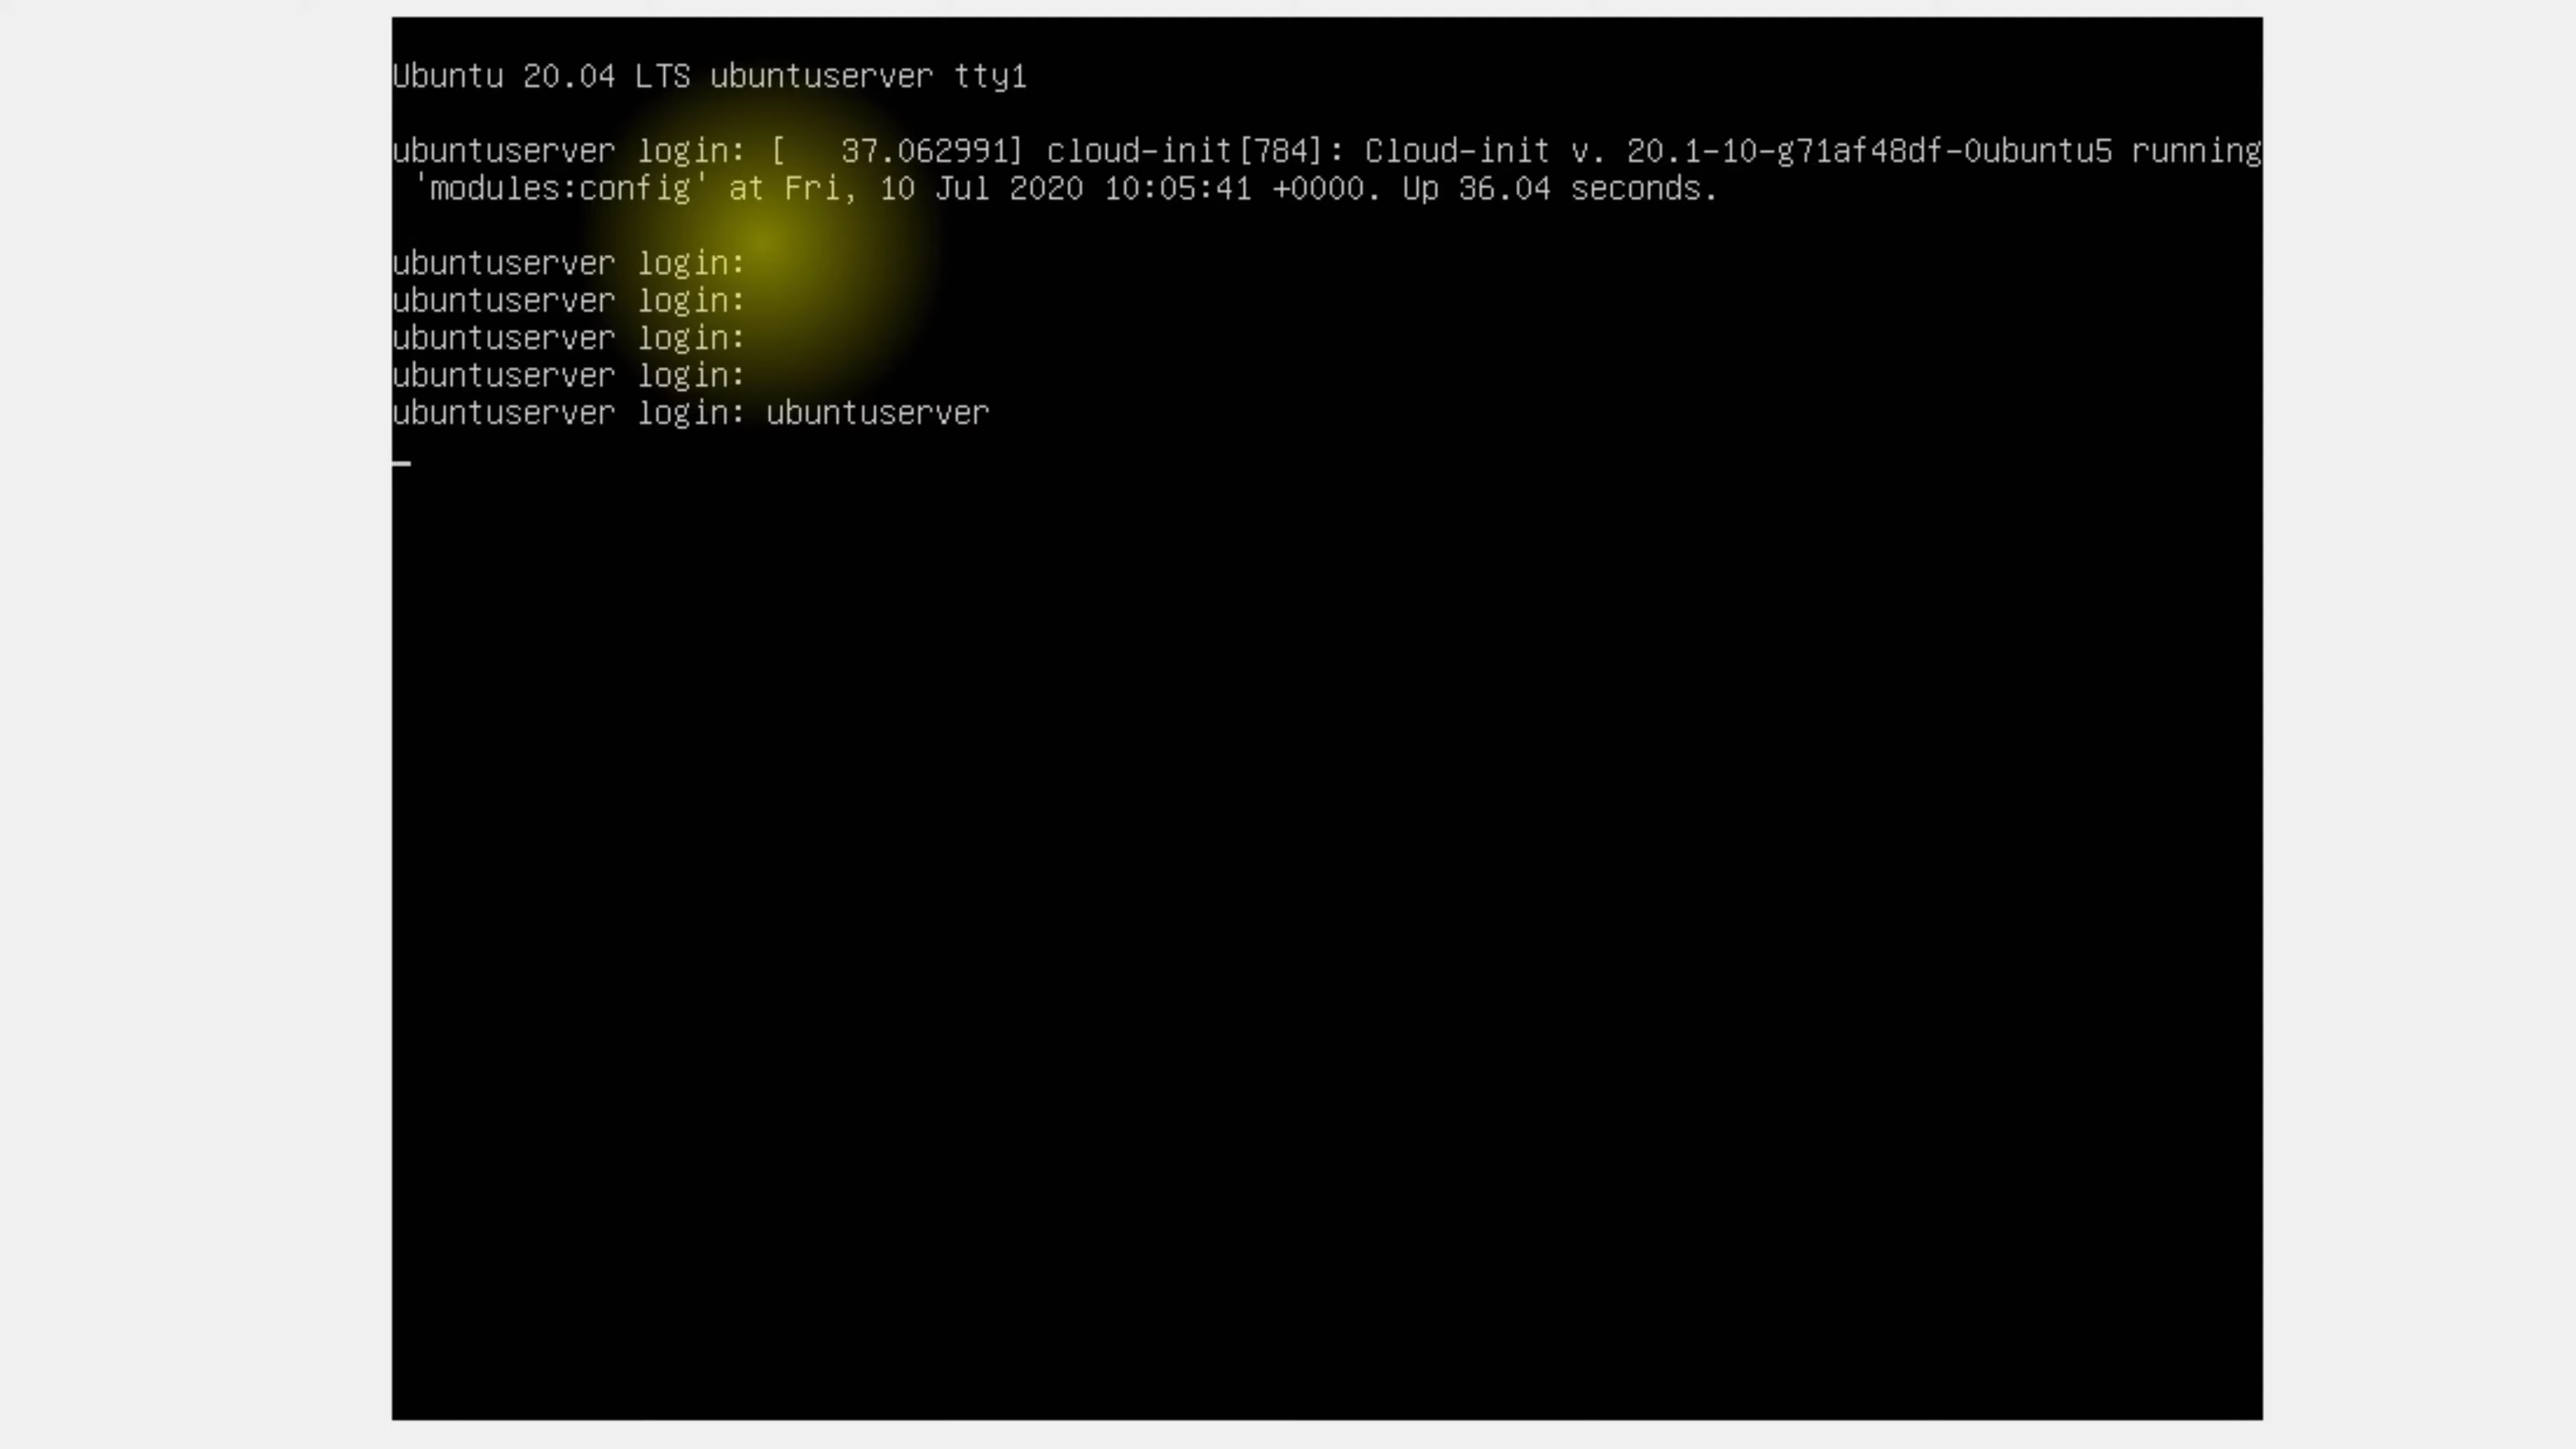 Ubuntu 20.04 LTS ubuntuserver tty1
ubuntuserver login: [   37.062991] cloud-init[784]: Cloud-init v. 20.1-10-g71af48df-0ubuntu5 running
 'modules:config' at Fri, 10 Jul 2020 10:05:41 +0000. Up 36.04 seconds.
ubuntuserver login:
ubuntuserver login:
ubuntuserver login:
ubuntuserver login:
ubuntuserver login: ubuntuserver